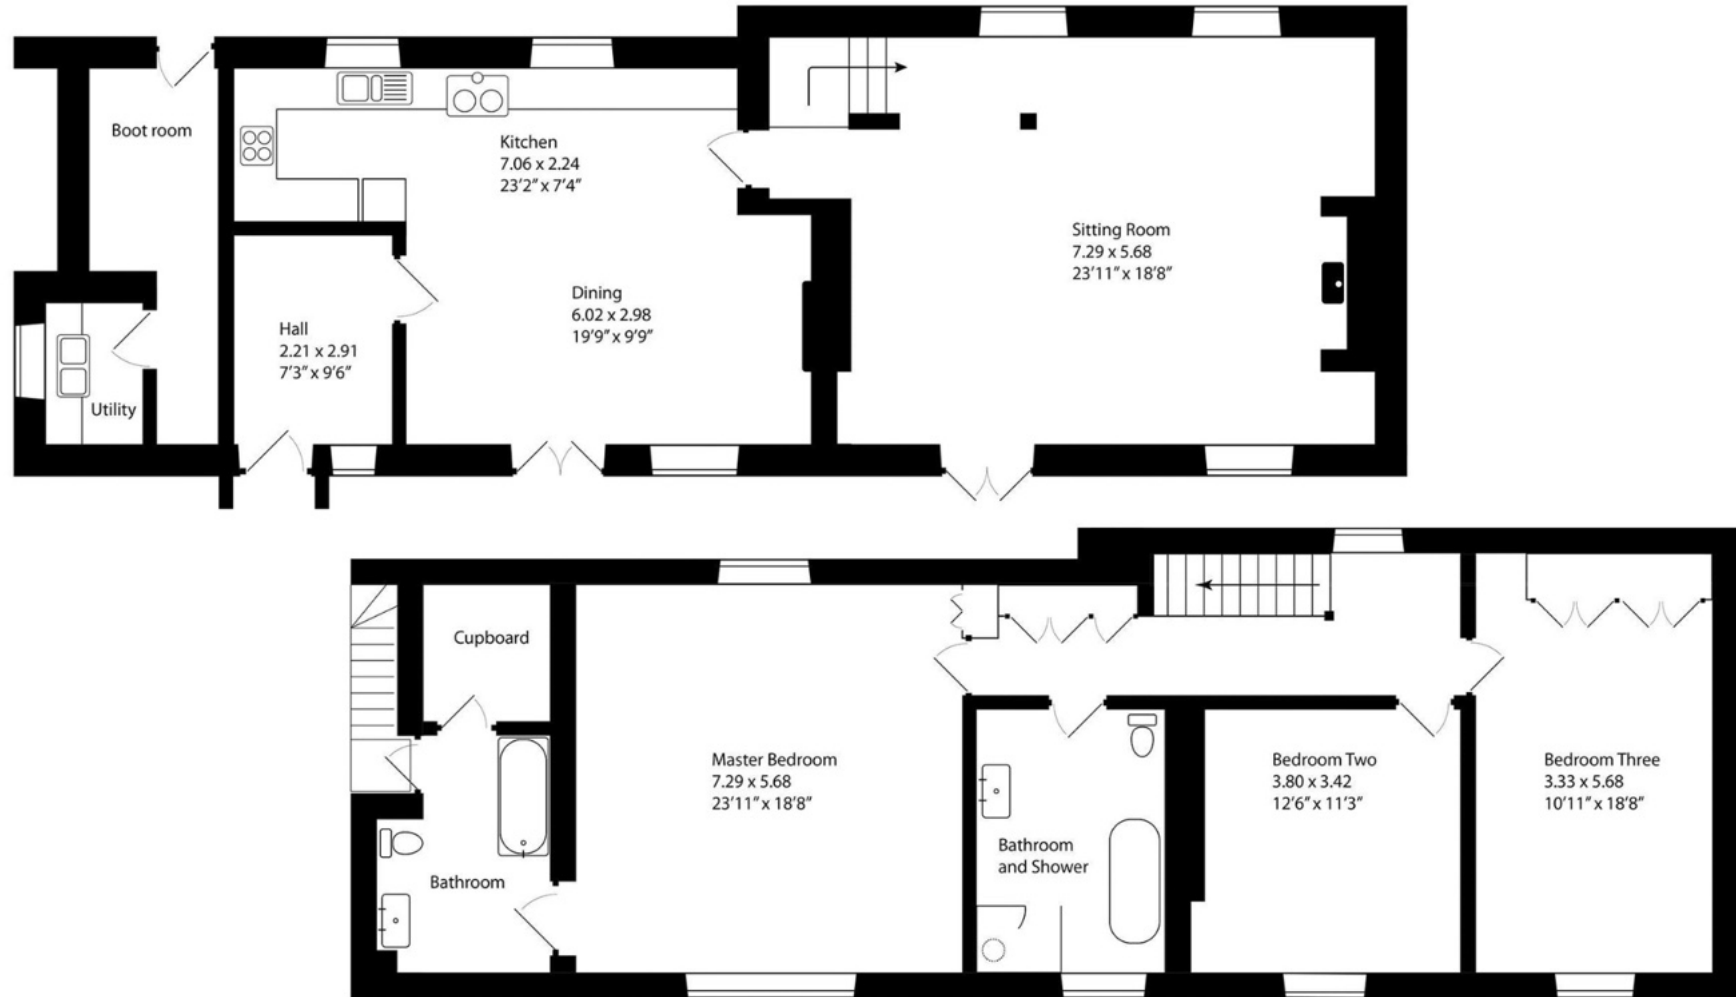 Boot room
Kitchen
7.06 x 2.24
23'2" x 7'4"
Sitting Room
7.29 x 5.68
23'11" x 18'8"
Dining
6.02 x 2.98
19'9" x 9'9"
Hall
2.21 x 2.91
7'3" x 9'6"
Utility
Cupboard
Master Bedroom
7.29 x 5.68
23'11" x 18'8"
Bedroom Two
3.80 x 3.42
12'6" x 11'3"
Bedroom Three
3.33 x 5.68
10'11" x 18'8"
Bathroom
and Shower
Bathroom